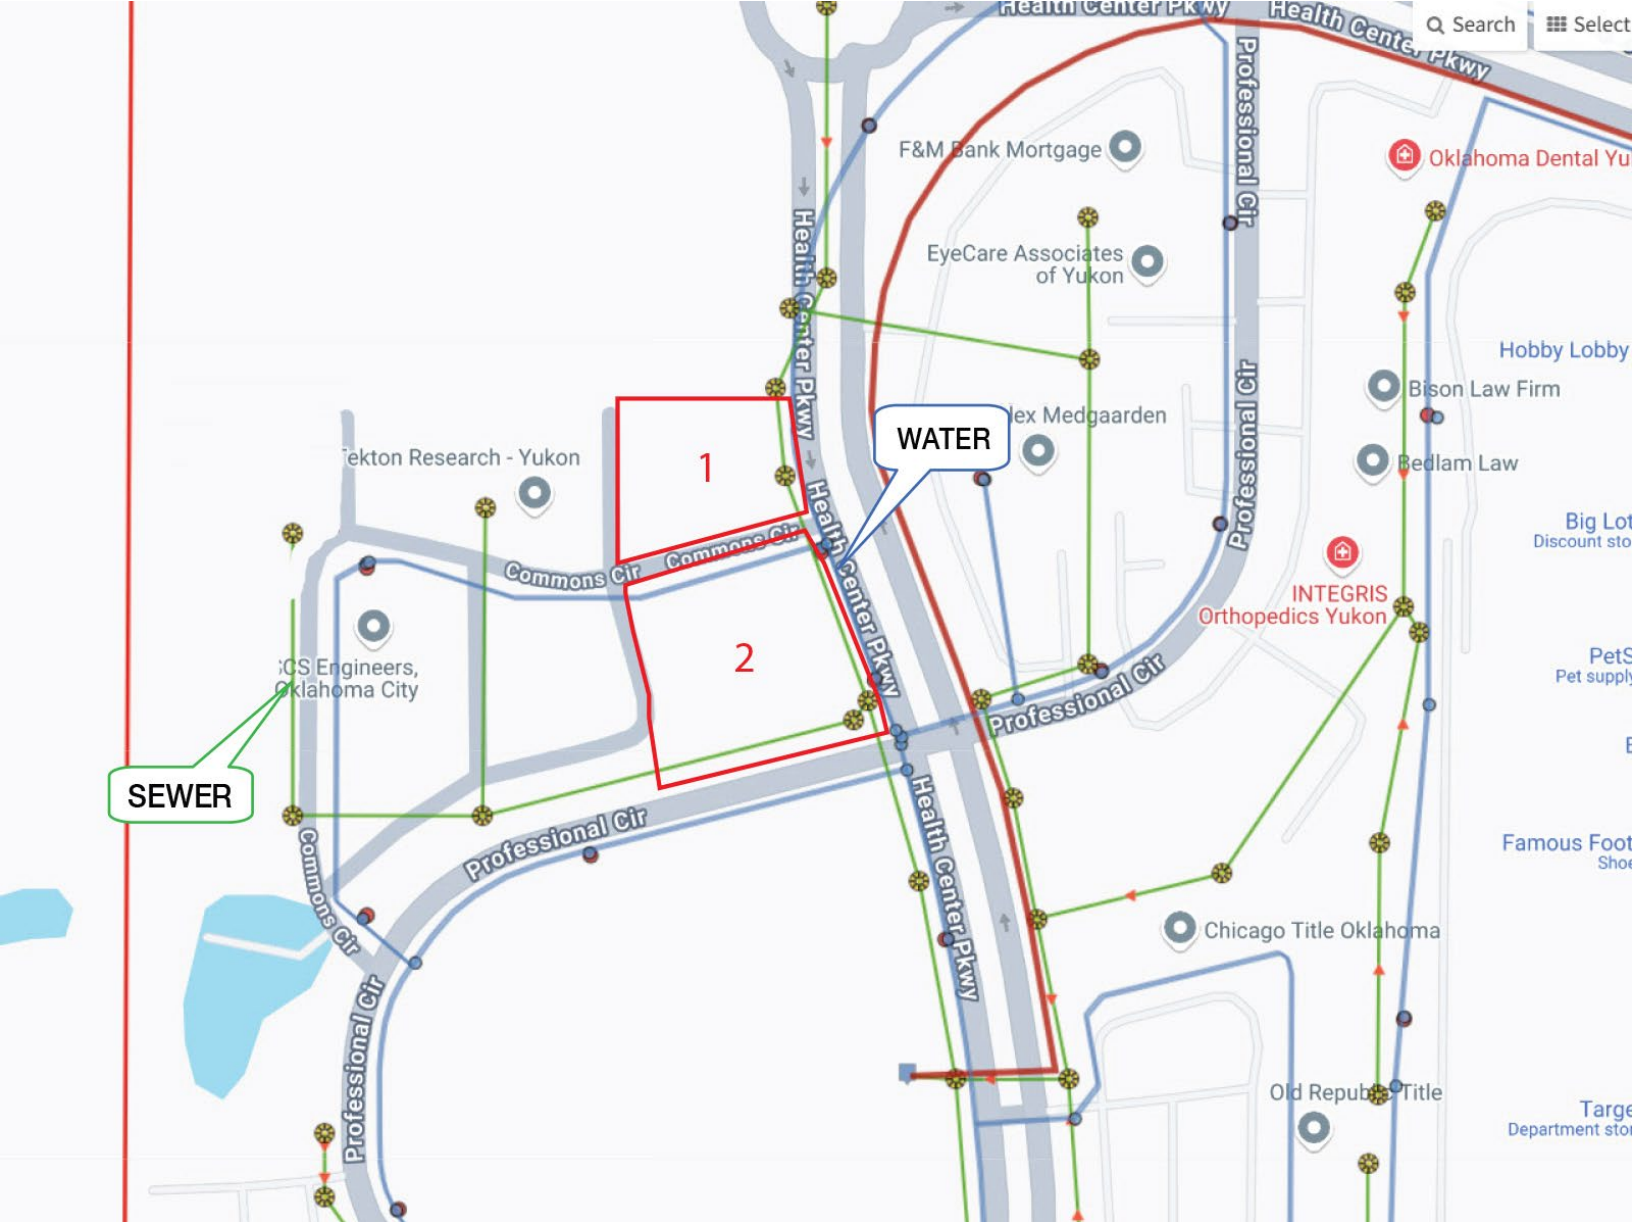 Health Center Pkwy
Health Center Pkwy
Search
Select
Professional Cir
F&M Bank Mortgage
Oklahoma Dental Yu
Health Center Pkwy
EyeCare Associates
of Yukon
Hobby Lobby
Bison Law Firm
Professional Cir
lex Medgaarden
WATER
Tekton Research - Yukon
1
Bedlam Law
Health Center Pkwy
Big Lot
Discount sto
Commons Cir
Commons Cir
INTEGRIS
Orthopedics Yukon
2
SCS Engineers,
Oklahoma City
PetS
Pet supply
Professional Cir
E
SEWER
Professional Cir
Health Center Pkwy
Commons Cir
Famous Foot
Shoe
Chicago Title Oklahoma
Professional Cir
Old Republic Title
Targe
Department sto